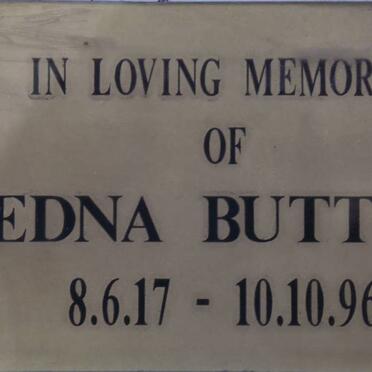 IN LOVING MEMOR
OF
EDNA BUTT
8.6.17 - 10.10.96